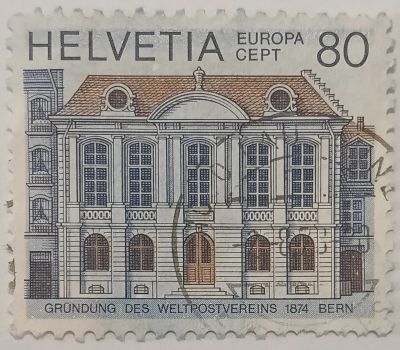 HELVETIA EUROPA CEPT 80
GRÜNDUNG DES WELTPOSTVEREINS 1874 BERN